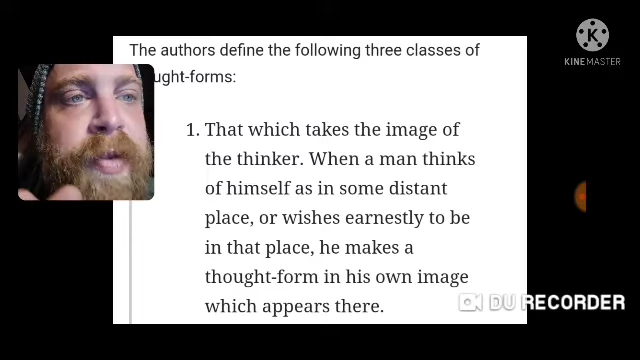 The authors define the following three classes of
ught-forms:
1. That which takes the image of
the thinker. When a man thinks
of himself as in some distant
place, or wishes earnestly to be
in that place, he makes a
thought-form in his own image
which appears there.
KINEMASTER
DU RECORDER